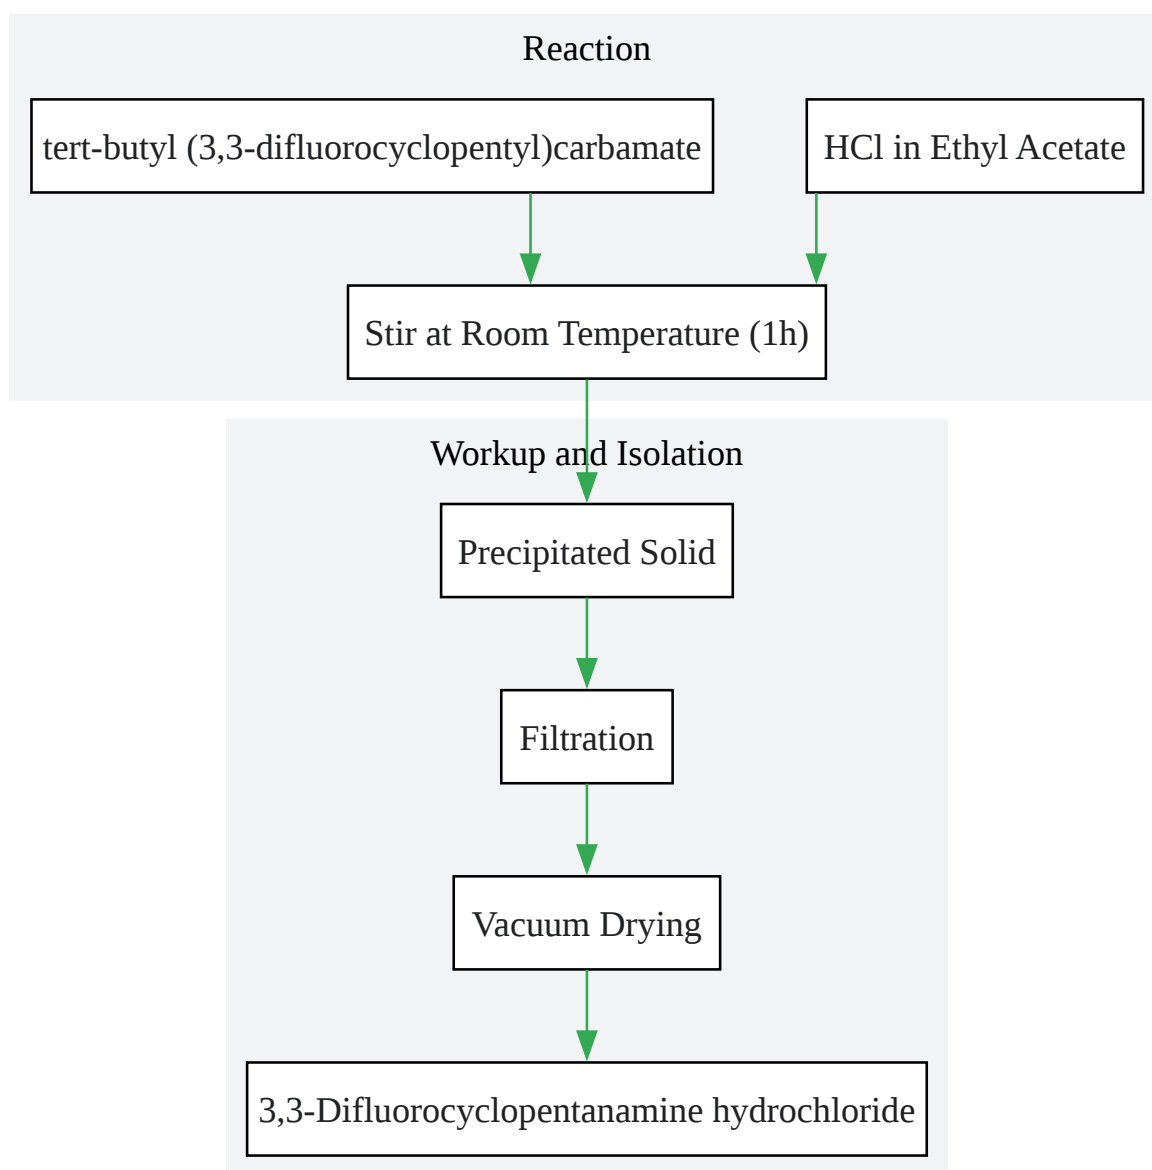 Reaction
tert-butyl (3,3-difluorocyclopentyl)carbamate
HCl in Ethyl Acetate
Stir at Room Temperature (1h)
Workup and Isolation
Precipitated Solid
Filtration
Vacuum Drying
3,3-Difluorocyclopentanamine hydrochloride